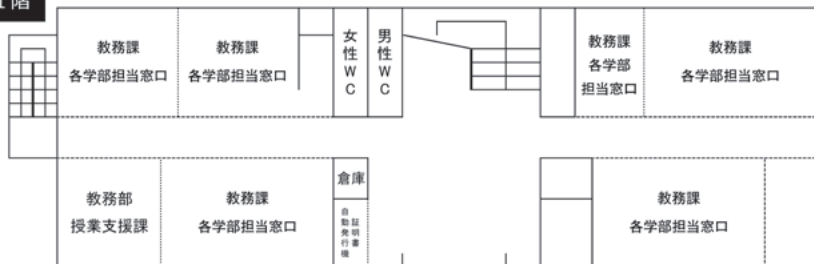 階
教務課
各学部担当窓口
教務課
各学部担当窓口
女性WC
男性WC
教務課
各学部
担当窓口
教務課
各学部担当窓口
教務部
授業支援課
教務課
各学部担当窓口
倉庫
証明書
自動発行機
教務課
各学部担当窓口